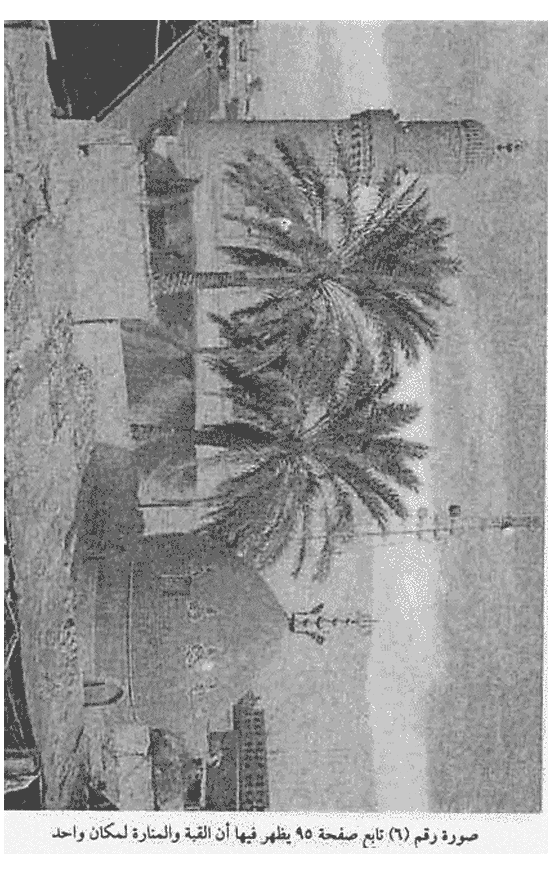 صورة رقم (٦) تابع صفحة ٩٥ يظهر فيها أن القبة والمنارة لمكان واحد